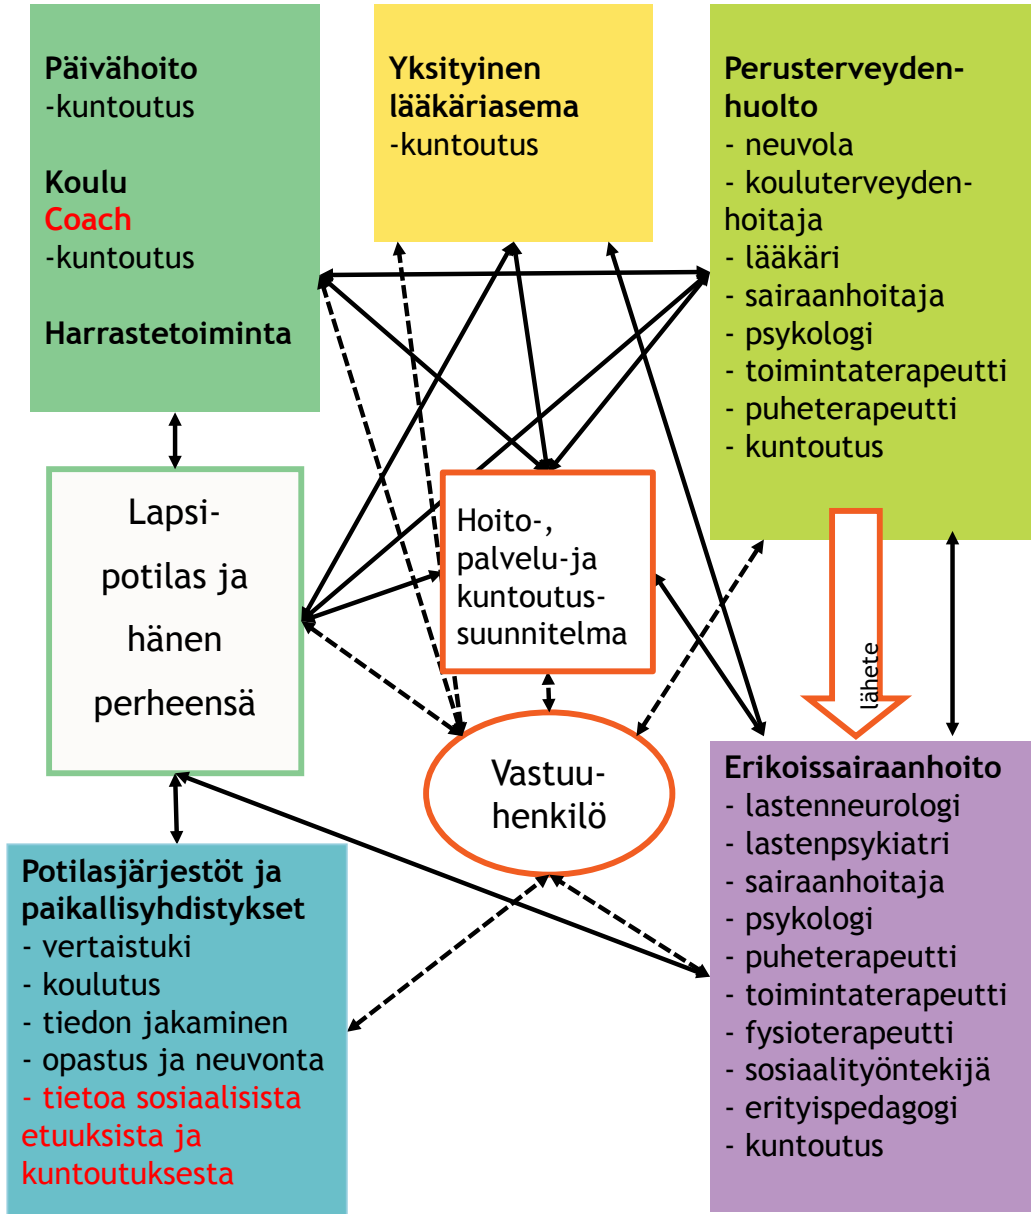 Päivähoito
-kuntoutus
Koulu
Coach
-kuntoutus
Harrastetoiminta
Yksityinen
lääkäriasema
-kuntoutus
Perusterveyden-
huolto
- neuvola
- kouluterveyden-
hoitaja
- lääkäri
- sairaanhoitaja
- psykologi
- toimintaterapeutti
- puheterapeutti
- kuntoutus
Lapsi-
potilas ja
hänen
perheensä
Hoito-,
palvelu-ja
kuntoutus-
suunnitelma
lähete
Vastuu-
henkilö
Potilasjärjestöt ja
paikallisyhdistykset
- vertaistuki
- koulutus
- tiedon jakaminen
- opastus ja neuvonta
- tietoa sosiaalisista
etuuksista ja
kuntoutuksesta
Erikoissairaanhoito
- lastenneurologi
- lastenpsykiatri
- sairaanhoitaja
- psykologi
- puheterapeutti
- toimintaterapeutti
- fysioterapeutti
- sosiaalityöntekijä
- erityispedagogi
- kuntoutus